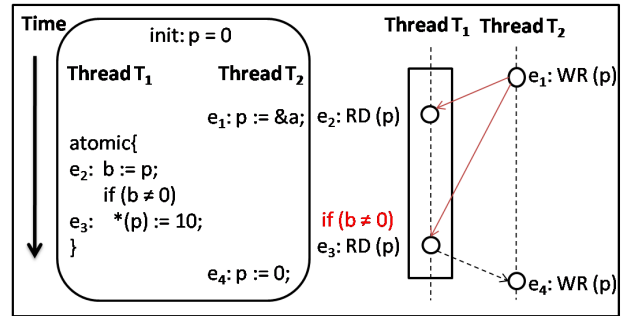 Time
init: p = 0
Thread T₁ Thread T₂
e₁: p := &a;
atomic{
e₂: b := p;
if (b ≠ 0)
e₃: *(p) := 10;
}
e₄: p := 0;
Thread T₁ Thread T₂
e₁: WR (p)
e₂: RD (p)
if (b ≠ 0)
e₃: RD (p)
e₄: WR (p)